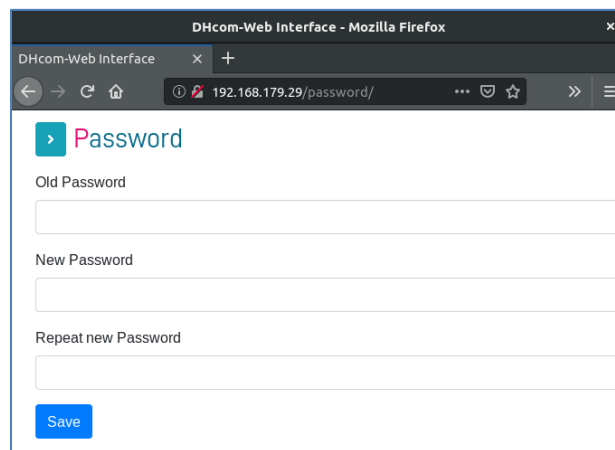 DHcom-Web Interface - Mozilla Firefox
DHcom-Web Interface
192.168.179.29/password/
Password
Old Password
New Password
Repeat new Password
Save